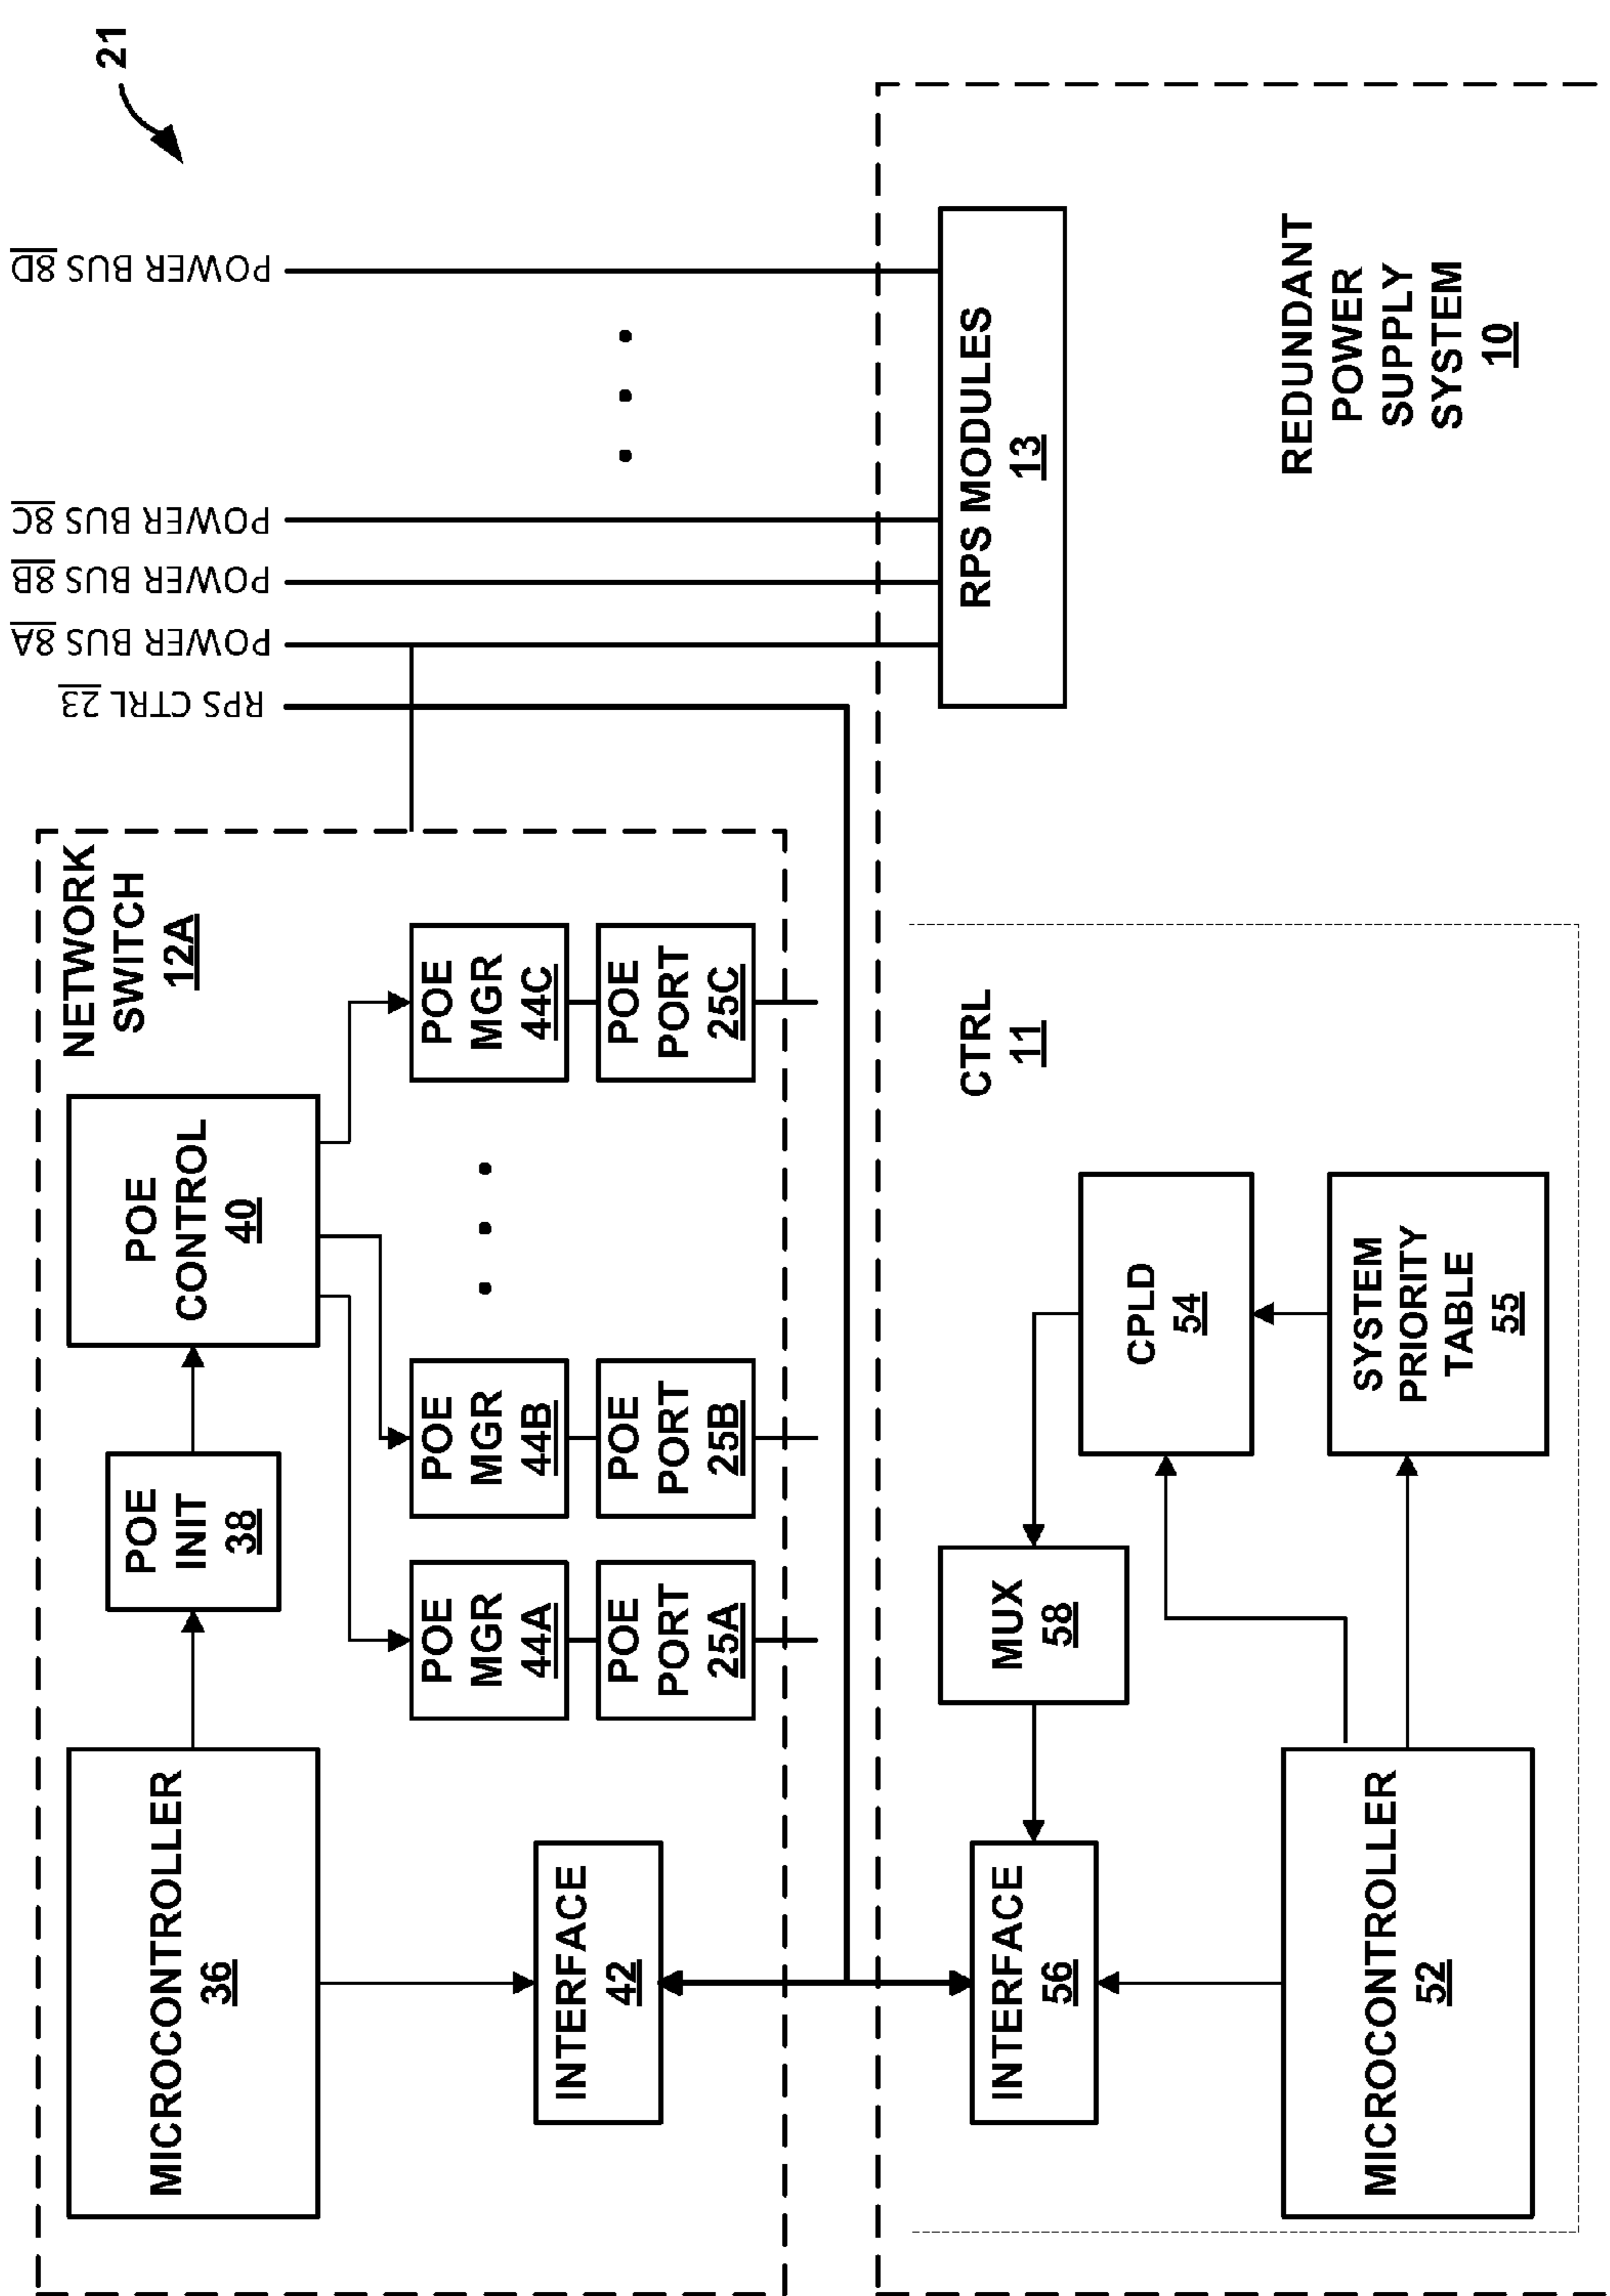 21
NETWORK
SWITCH
12A
MICROCONTROLLER
36
POE
INIT
38
POE
CONTROL
40
INTERFACE
42
POE
MGR
44A
POE
MGR
44B
POE
MGR
44C
POE
PORT
25A
POE
PORT
25B
POE
PORT
25C
RPS CTRL 23
POWER BUS 8A
POWER BUS 8B
POWER BUS 8C
POWER BUS 8D
CTRL
11
INTERFACE
56
MUX
58
CPLD
54
MICROCONTROLLER
52
SYSTEM
PRIORITY
TABLE
55
RPS MODULES
13
REDUNDANT
POWER
SUPPLY
SYSTEM
10